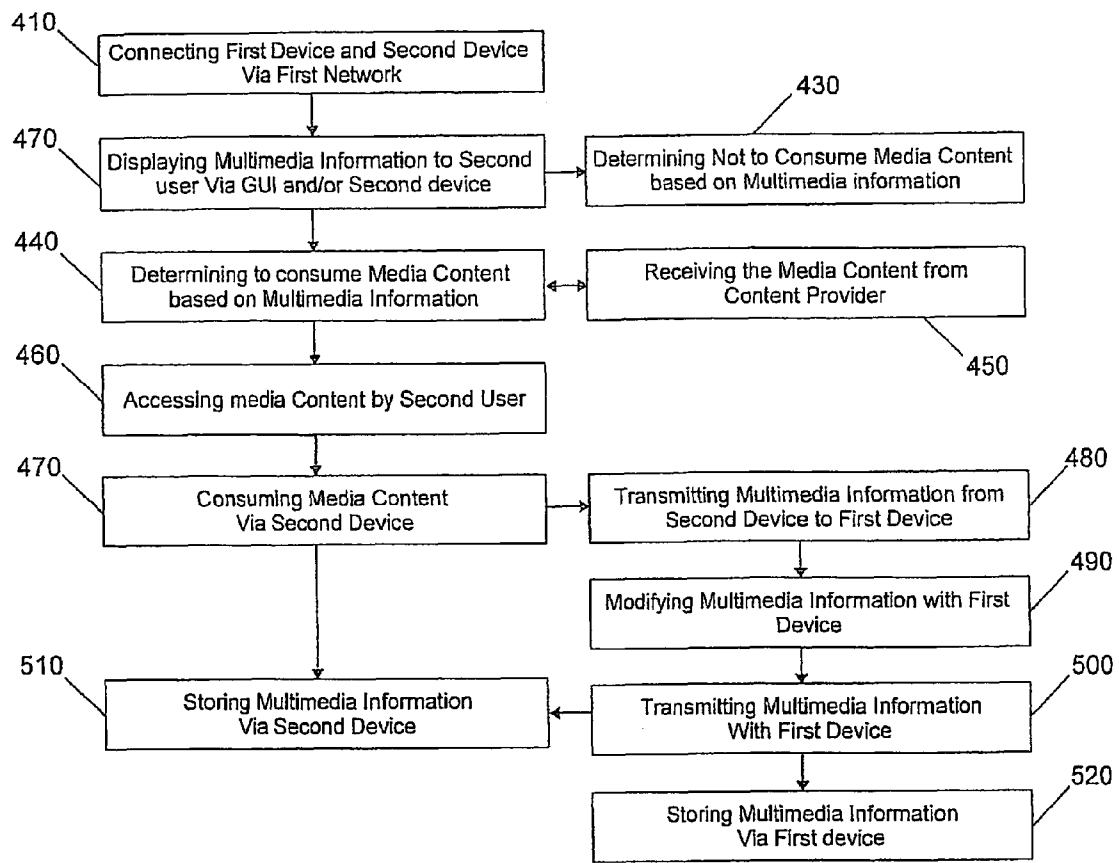 410
Connecting First Device and Second Device
Via First Network
430
470
Displaying Multimedia Information to Second
user Via GUI and/or Second device
Determining Not to Consume Media Content
based on Multimedia information
440
Determining to consume Media Content
based on Multimedia Information
Receiving the Media Content from
Content Provider
450
460
Accessing media Content by Second User
470
Consuming Media Content
Via Second Device
480
Transmitting Multimedia Information from
Second Device to First Device
490
Modifying Multimedia Information with First
Device
510
Storing Multimedia Information
Via Second Device
500
Transmitting Multimedia Information
With First Device
520
Storing Multimedia Information
Via First device